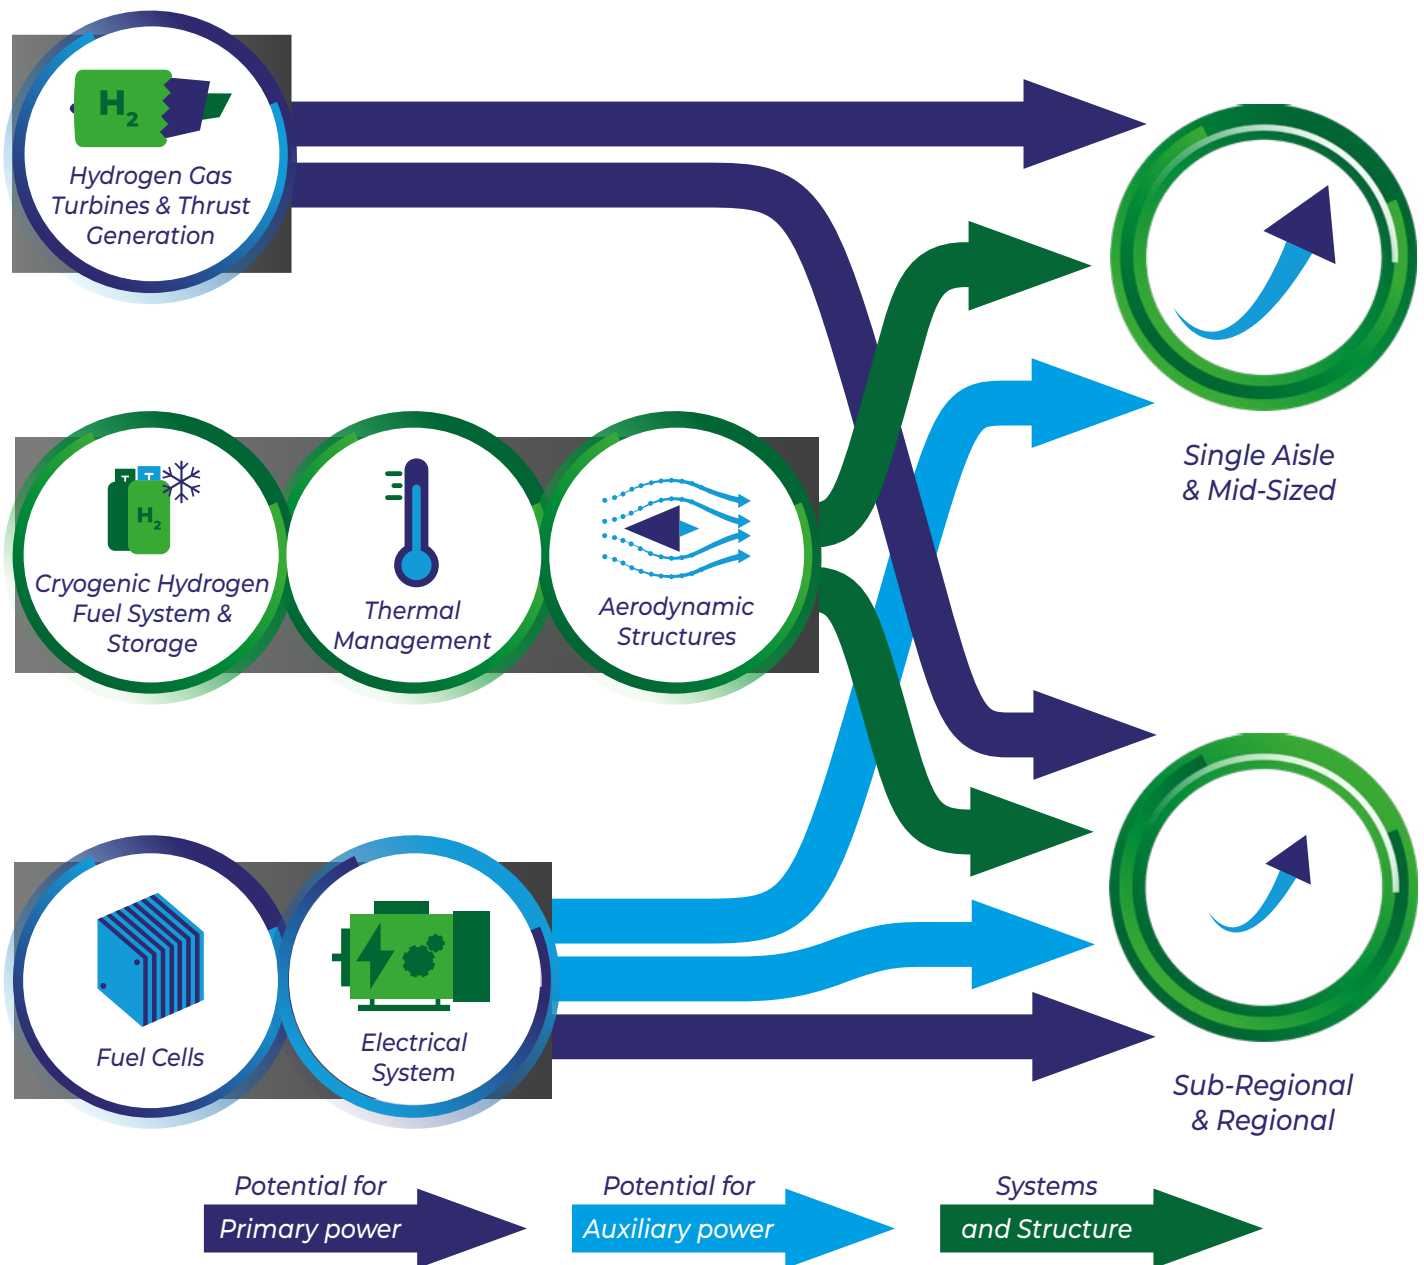 H2
Hydrogen Gas
Turbines & Thrust
Generation
Single Aisle
& Mid-Sized
T T
H2
Cryogenic Hydrogen
Fuel System &
Storage
Thermal
Management
Aerodynamic
Structures
Fuel Cells
Electrical
System
Sub-Regional
& Regional
Potential for
Primary power
Potential for
Auxiliary power
Systems
and Structure